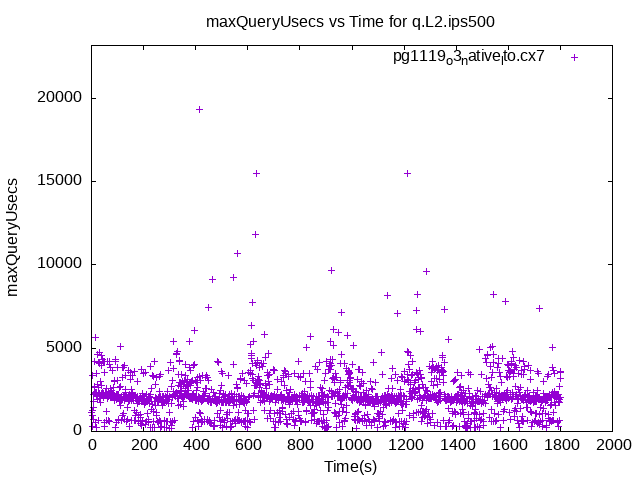 maxQueryUsecs vs Time for q.L2.ips500
pg1119o3native_lto.cx7
20000
15000
10000
5000
0
maxQueryUsecs
0 200 400 600 800 1000 1200 1400 1600 1800 2000
Time(s)